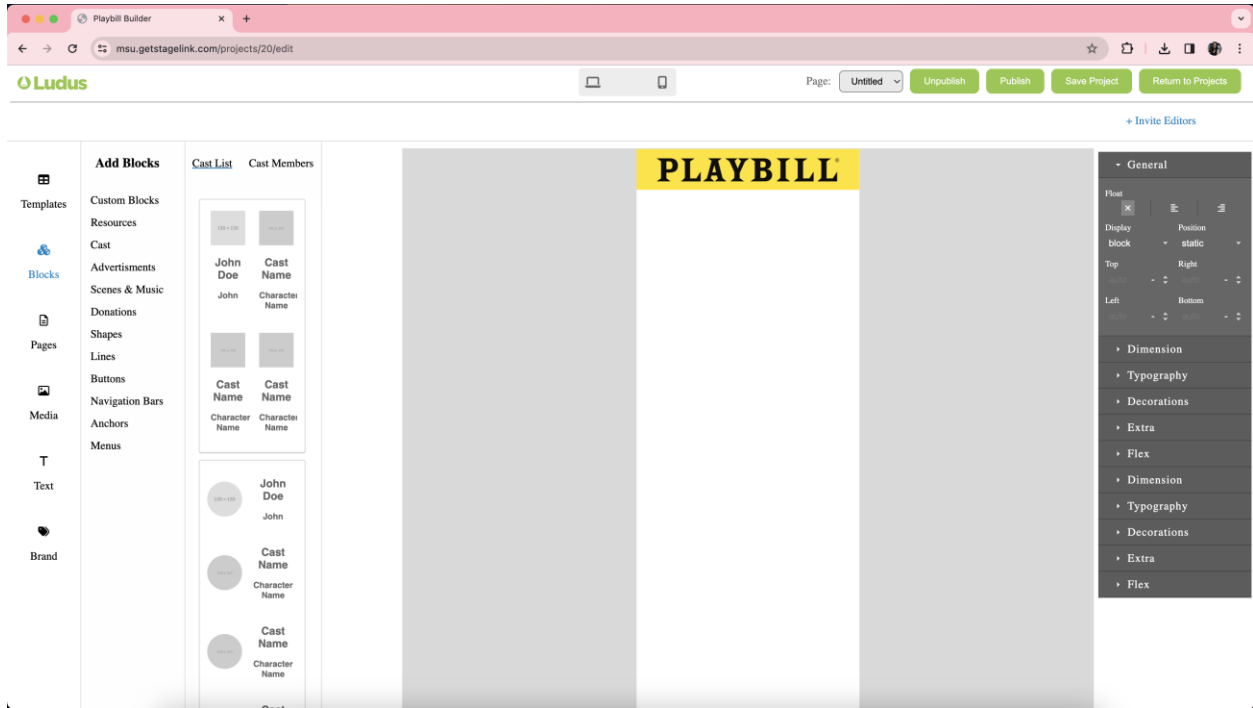 Playbill Builder
msu.getstagelink.com/projects/20/edit
Ludus
Page: Untitled Unpublish Publish Save Project Return to Projects
+ Invite Editors
Templates
Blocks
Pages
Media
Text
Brand
Add Blocks
Custom Blocks
Resources
Cast
Advertisments
Scenes & Music
Donations
Shapes
Lines
Buttons
Navigation Bars
Anchors
Menus
Cast List Cast Members
John Doe
John
Cast Name
Character Name
Cast Name
Character Name
Cast Name
Character Name
John Doe
John
Cast Name
Character Name
Cast Name
Character Name
PLAYBILL
General
Float
Display Position
block static
Top Right
auto auto
Left Bottom
auto auto
Dimension
Typography
Decorations
Extra
Flex
Dimension
Typography
Decorations
Extra
Flex